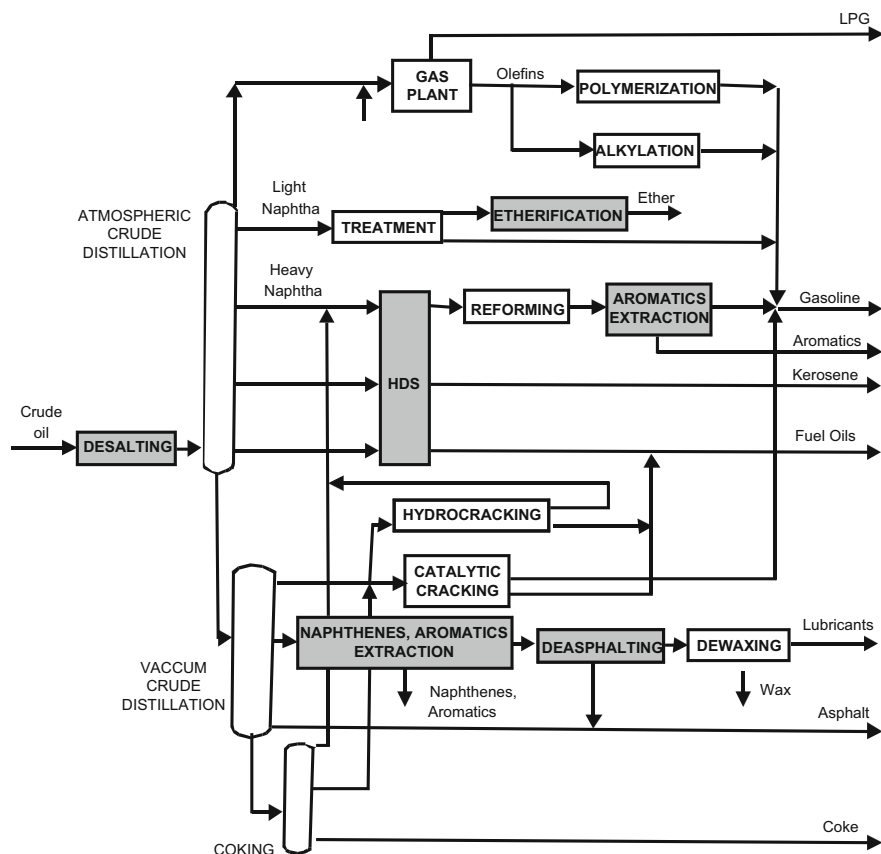 LPG
GAS
PLANT
Olefins
POLYMERIZATION
ALKYLATION
Light
Naphtha
ATMOSPHERIC
CRUDE
DISTILLATION
TREATMENT
ETHERIFICATION
Ether
Heavy
Naphtha
HDS
REFORMING
AROMATICS
EXTRACTION
Gasoline
Aromatics
Kerosene
Crude
oil
DESALTING
Fuel Oils
HYDROCRACKING
CATALYTIC
CRACKING
NAPHTHENES, AROMATICS
EXTRACTION
DEASPHALTING
DEWAXING
Lubricants
VACCUM
CRUDE
DISTILLATION
Naphthenes,
Aromatics
Wax
Asphalt
COKING
Coke